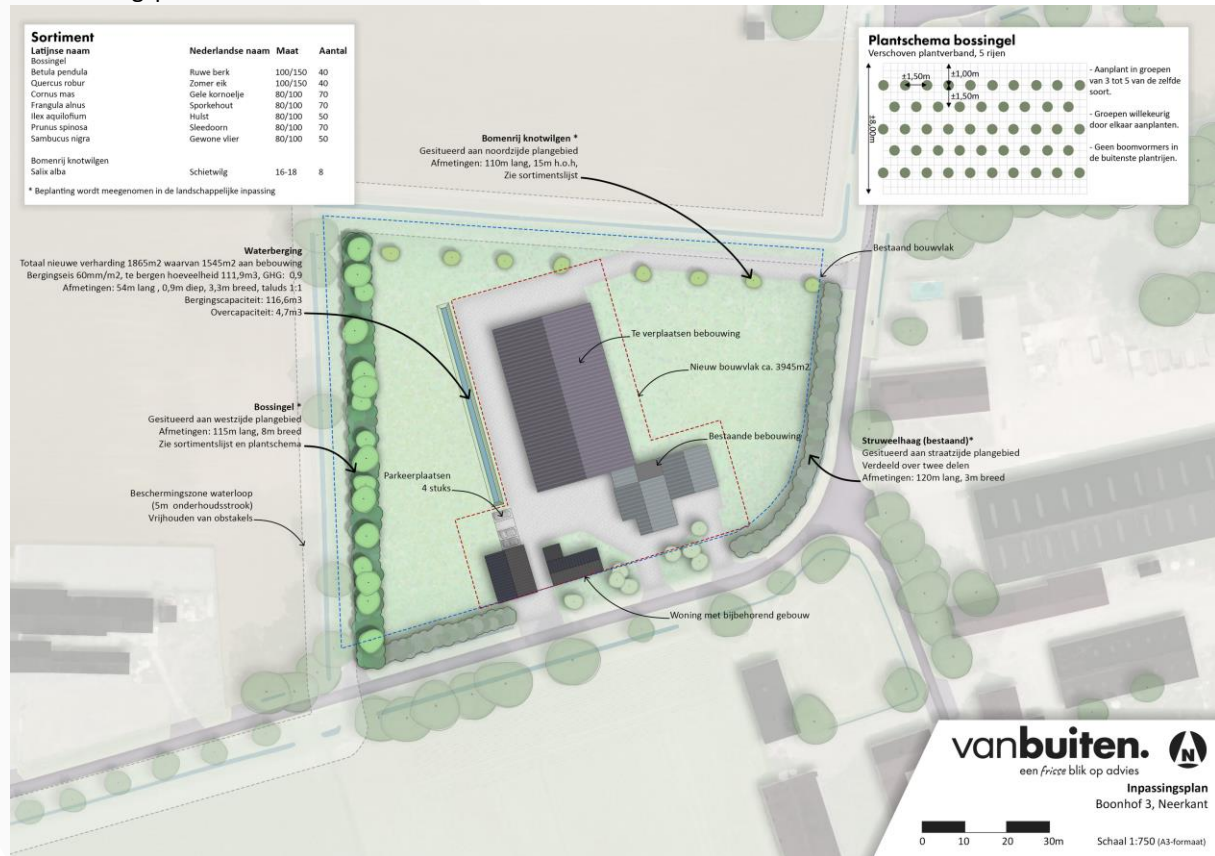 Sortiment
Latijnse naam Nederlandse naam Maat Aantal
Bossingel
Betula pendula Ruwe berk 100/150 40
Quercus robur Zomer eik 100/150 40
Cornus mas Gele kornoelje 80/100 70
Frangula alnus Sporkehout 80/100 70
Ilex aquilofium Hulst 80/100 50
Prunus spinosa Sleedoorn 80/100 70
Sambucus nigra Gewone vlier 80/100 50
Bomenrij knotwilgen
Salix alba Schietwilg 16-18 8
* Beplanting wordt meegenomen in de landschappelijke inpassing
Plantschema bossingel
Verschoven plantverband, 5 rijen
±1,50m
±1,00m
±1,50m
±8,00m
- Aanplant in groepen
van 3 tot 5 van de zelfde
soort.
- Groepen willekeurig
door elkaar aanplanten.
- Geen boomvormers in
de buitenste plantrijen.
Bomenrij knotwilgen *
Gesitueerd aan noordzijde plangebied
Afmetingen: 110m lang, 15m h.o.h,
Zie sortimentslijst
Waterberging
Totaal nieuwe verharding 1865m2 waarvan 1545m2 aan bebouwing
Bergingseis 60mm/m2, te bergen hoeveelheid 111,9m3, GHG: 0,9
Afmetingen: 54m lang , 0,9m diep, 3,3m breed, taluds 1:1
Bergingscapaciteit: 116,6m3
Overcapaciteit: 4,7m3
Bestaand bouwvlak
Te verplaatsen bebouwing
Nieuw bouwvlak ca. 3945m2
Bossingel *
Gesitueerd aan westzijde plangebied
Afmetingen: 115m lang, 8m breed
Zie sortimentslijst en plantschema
Bestaande bebouwing
Struweelhaag (bestaand)*
Gesitueerd aan straatzijde plangebied
Verdeeld over twee delen
Afmetingen: 120m lang, 3m breed
Parkeerplaatsen
4 stuks
Beschermingszone waterloop
(5m onderhoudsstrook)
Vrijhouden van obstakels
Woning met bijbehorend gebouw
vanbuiten.
een frisse blik op advies
N
Inpassingsplan
Boonhof 3, Neerkant
0 10 20 30m
Schaal 1:750 (A3-formaat)